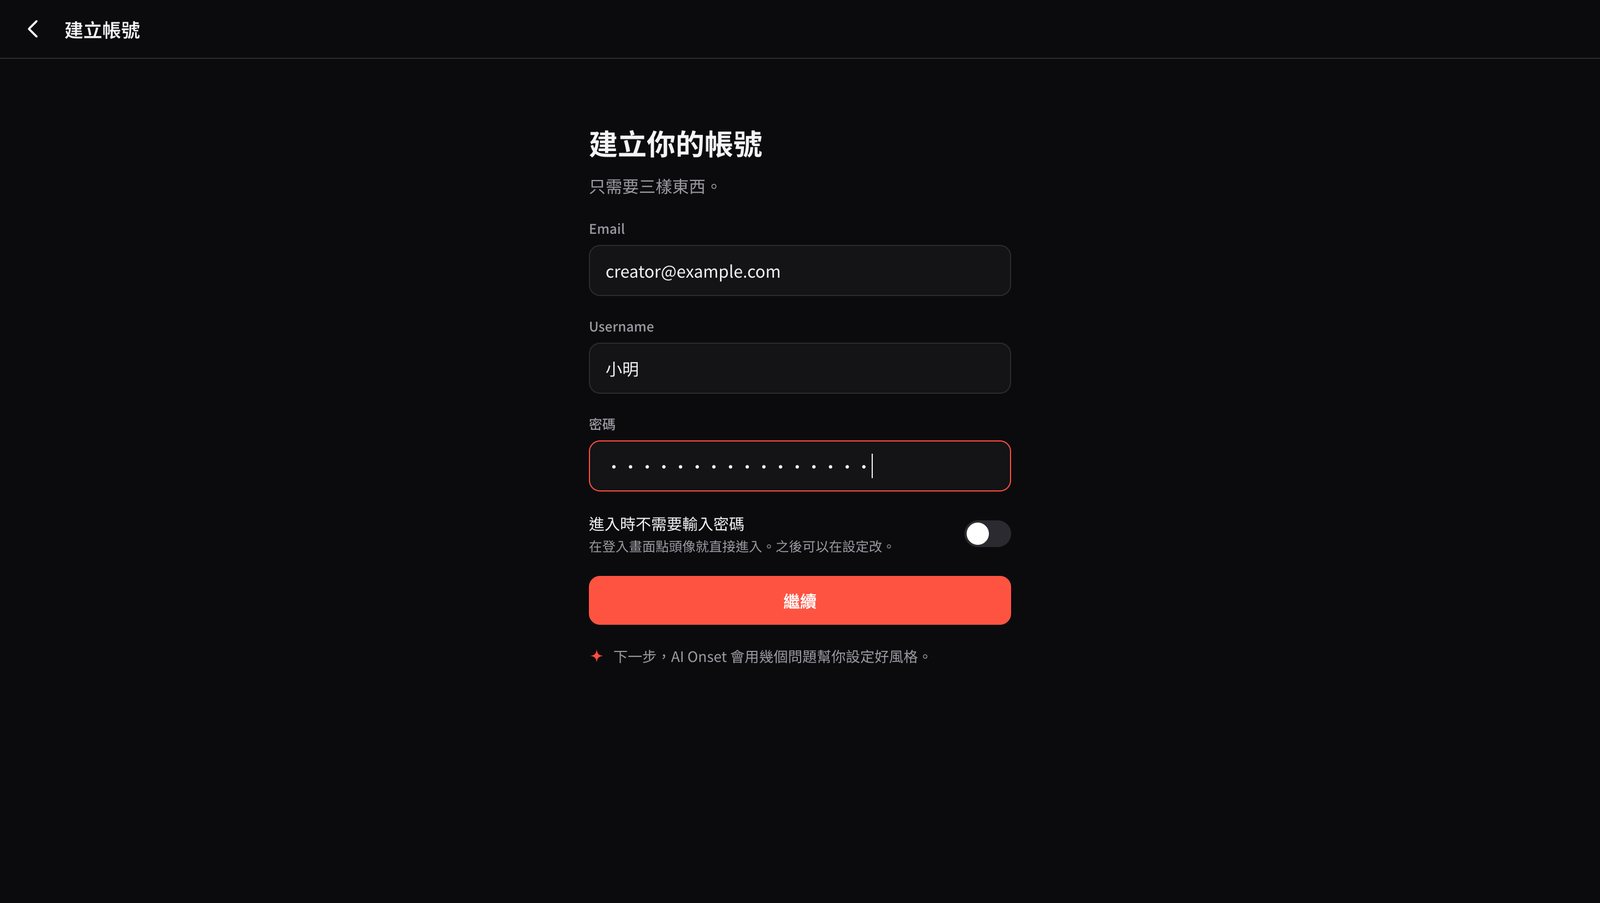 建立帳號
建立你的帳號
只需要三樣東西。
Email
creator@example.com
Username
小明
密碼
••••••••••••••••
進入時不需要輸入密碼
在登入畫面點頭像就直接進入。之後可以在設定改。
繼續
下一步，AI Onset 會用幾個問題幫你設定好風格。